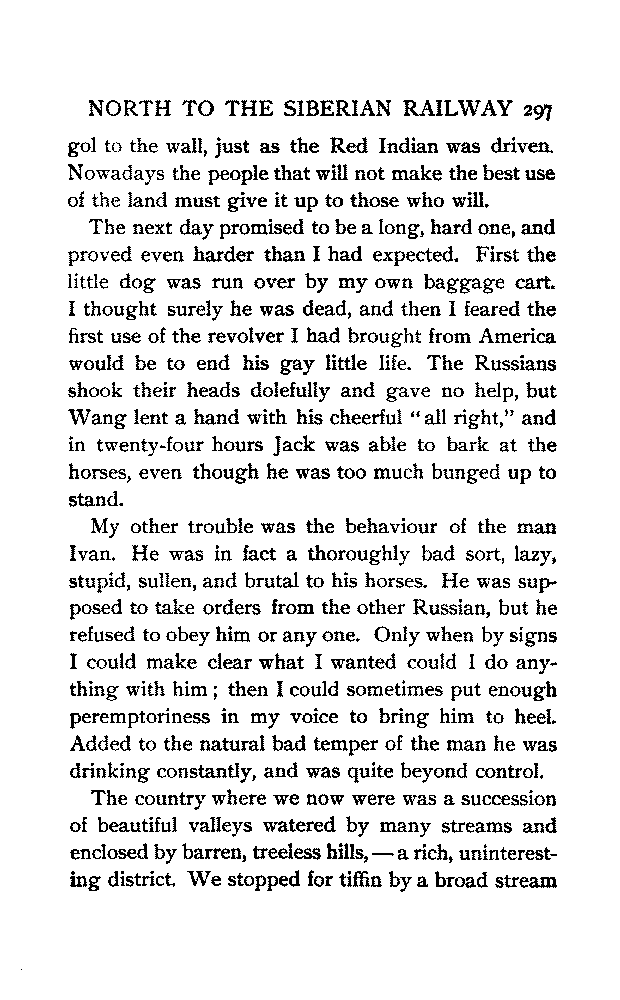 NORTH TO THE SIBERIAN RAILWAY 297
gol to the wall, just as the Red Indian was driven.
Nowadays the people that will not make the best use
of the land must give it up to those who will.
The next day promised to be a long, hard one, and
proved even harder than I had expected. First the
little dog was run over by my own baggage cart.
I thought surely he was dead, and then I feared the
first use of the revolver I had brought from America
would be to end his gay little life. The Russians
shook their heads dolefully and gave no help, but
Wang lent a hand with his cheerful “all right,” and
in twenty-four hours Jack was able to bark at the
horses, even though he was too much bunged up to
stand.
My other trouble was the behaviour of the man
Ivan. He was in fact a thoroughly bad sort, lazy,
stupid, sullen, and brutal to his horses. He was sup-
posed to take orders from the other Russian, but he
refused to obey him or any one. Only when by signs
I could make clear what I wanted could I do any-
thing with him; then I could sometimes put enough
peremptoriness in my voice to bring him to heel.
Added to the natural bad temper of the man he was
drinking constantly, and was quite beyond control.
The country where we now were was a succession
of beautiful valleys watered by many streams and
enclosed by barren, treeless hills,—a rich, uninterest-
ing district. We stopped for tiffin by a broad stream